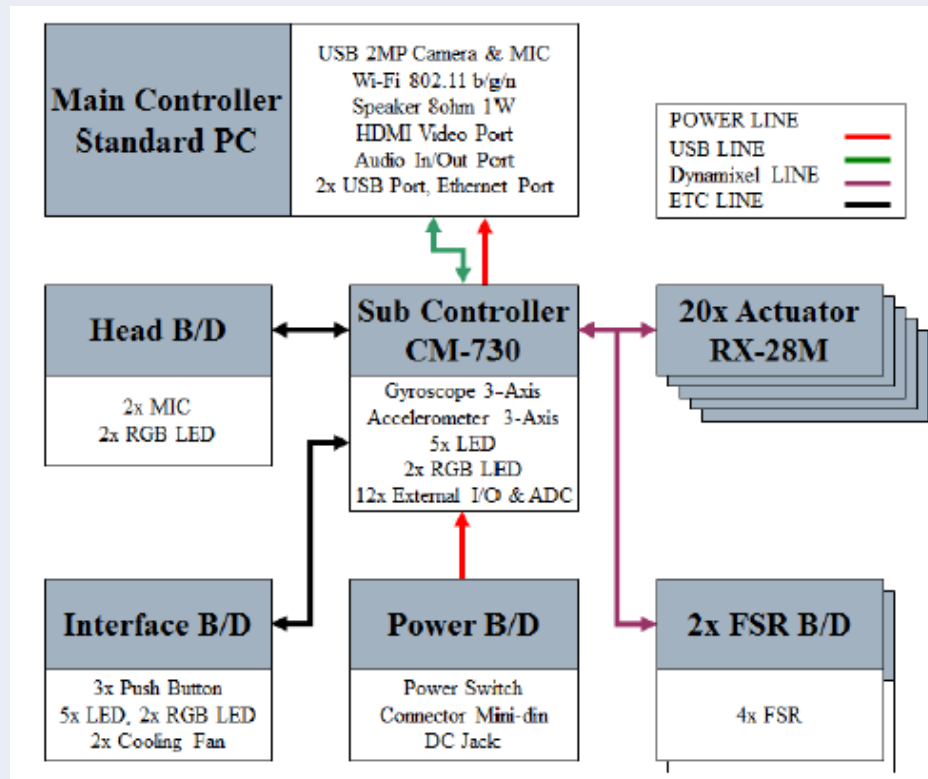 Main Controller
Standard PC
USB 2MP Camera & MIC
Wi-Fi 802.11 b/g/n
Speaker 8ohm 1W
HDMI Video Port
Audio In/Out Port
2x USB Port, Ethernet Port
POWER LINE
USB LINE
Dynamixel LINE
ETC LINE
Head B/D
2x MIC
2x RGB LED
Sub Controller
CM-730
Gyroscope 3-Axis
Accelerometer 3-Axis
5x LED
2x RGB LED
12x External I/O & ADC
20x Actuator
RX-28M
Interface B/D
3x Push Button
5x LED, 2x RGB LED
2x Cooling Fan
Power B/D
Power Switch
Connector Mini-din
DC Jack
2x FSR B/D
4x FSR